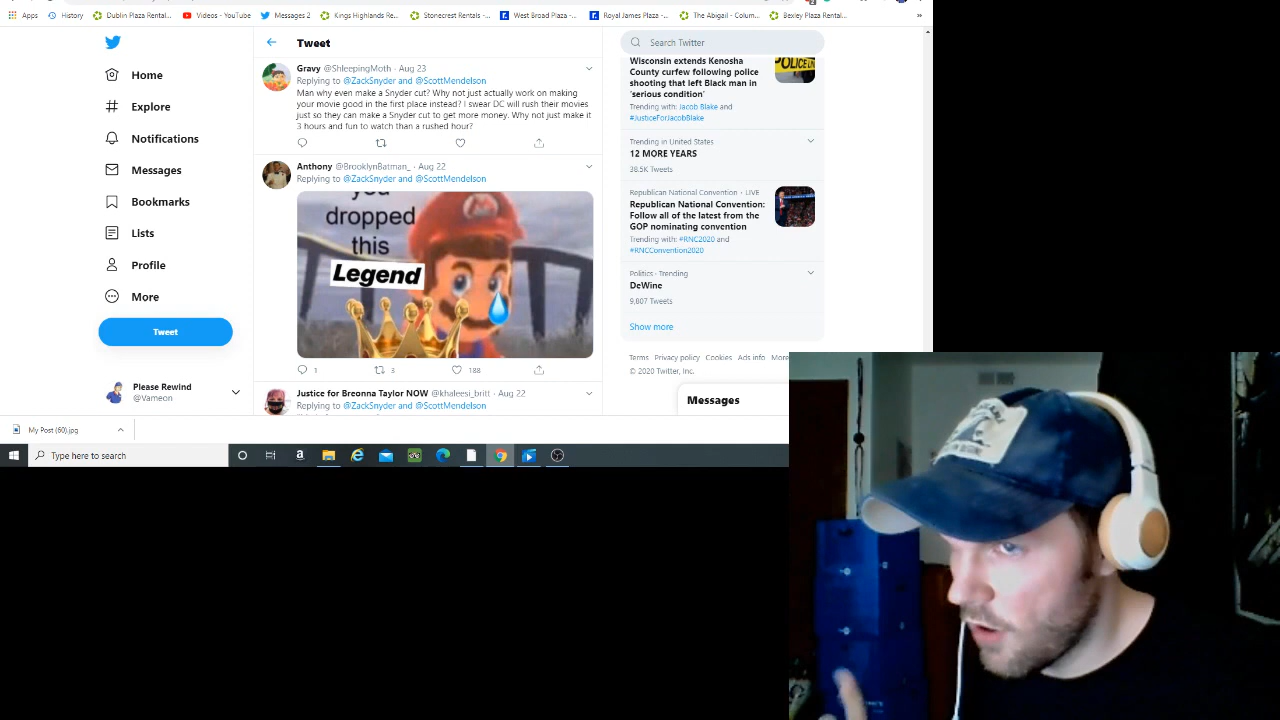 Apps History Dublin Plaza Rental... Videos - YouTube Messages 2 Kings Highlands Re... Stonecrest Rentals -... West Broad Plaza -... Royal James Plaza -... The Abigail - Colum... Bexley Plaza Rental...
Home
Explore
Notifications
Messages
Bookmarks
Lists
Profile
More
Tweet
Please Rewind
@Vameon
Tweet
Gravy @ShleepingMoth · Aug 23
Replying to @ZackSnyder and @ScottMendelson
Man why even make a Snyder cut? Why not just actually work on making
your movie good in the first place instead? I swear DC will rush their movies
just so they can make a Snyder cut to get more money. Why not just make it
3 hours and fun to watch than a rushed hour?
Anthony @BrooklynBatman_ · Aug 22
Replying to @ZackSnyder and @ScottMendelson
you
dropped
this
Legend
1 3 188
Justice for Breonna Taylor NOW @khaleesi_britt · Aug 22
Replying to @ZackSnyder and @ScottMendelson
Search Twitter
Wisconsin extends Kenosha
County curfew following police
shooting that left Black man in
'serious condition'
Trending with: Jacob Blake and
#JusticeForJacobBlake
Trending in United States
12 MORE YEARS
38.5K Tweets
Republican National Convention · LIVE
Republican National Convention:
Follow all of the latest from the
GOP nominating convention
Trending with: #RNC2020 and
#RNCConvention2020
Politics · Trending
DeWine
9,807 Tweets
Show more
Terms Privacy policy Cookies Ads info More
© 2020 Twitter, Inc.
Messages
My Post (60).jpg
Type here to search